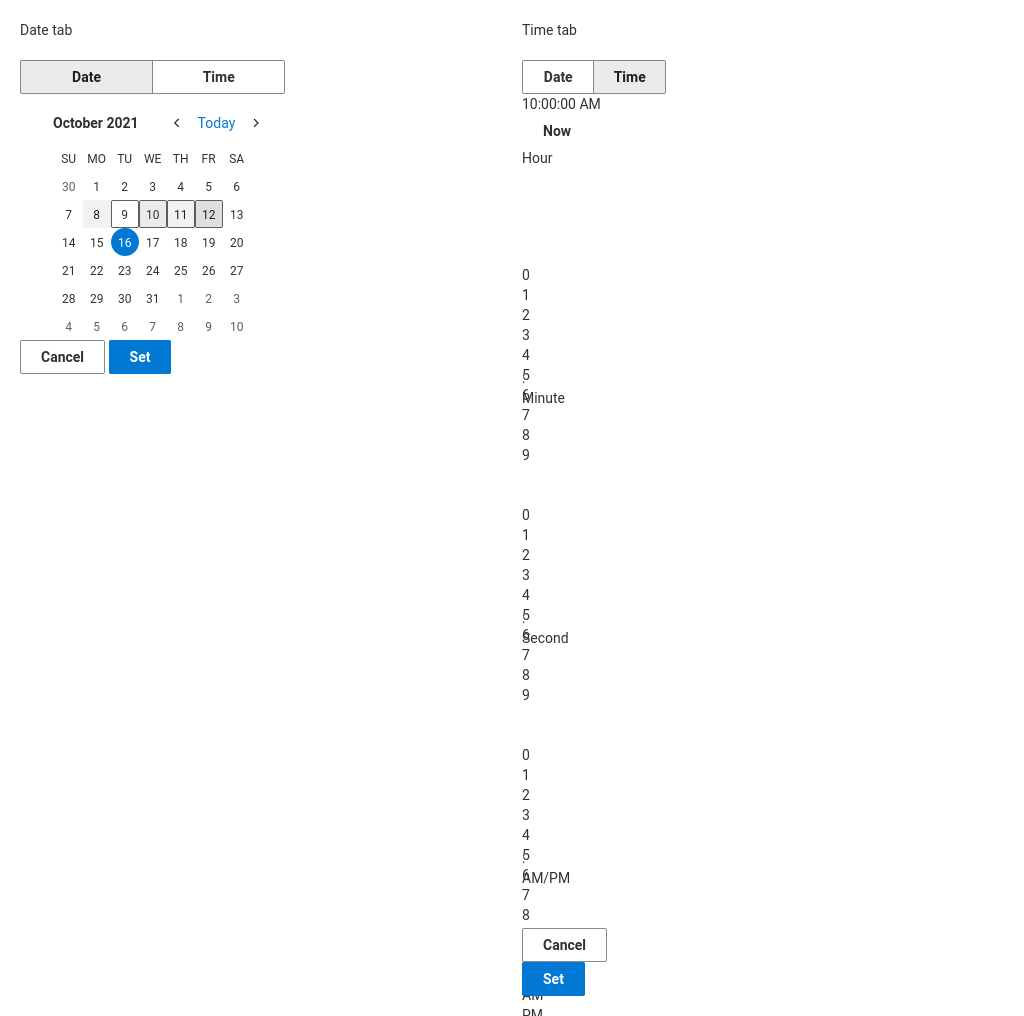 Date tab
Date Time
October 2021 Today
SU MO TU WE TH FR SA
30 1 2 3 4 5 6
7 8 9 10 11 12 13
14 15 16 17 18 19 20
21 22 23 24 25 26 27
28 29 30 31 1 2 3
4 5 6 7 8 9 10
Cancel Set
Time tab
Date Time
10:00:00 AM
Now
Hour
0
1
2
3
4
5
:
6
Minute
7
8
9
0
1
2
3
4
5
:
6
Second
7
8
9
0
1
2
3
4
5
:
6
AM/PM
7
8
Cancel
Set
AM
PM